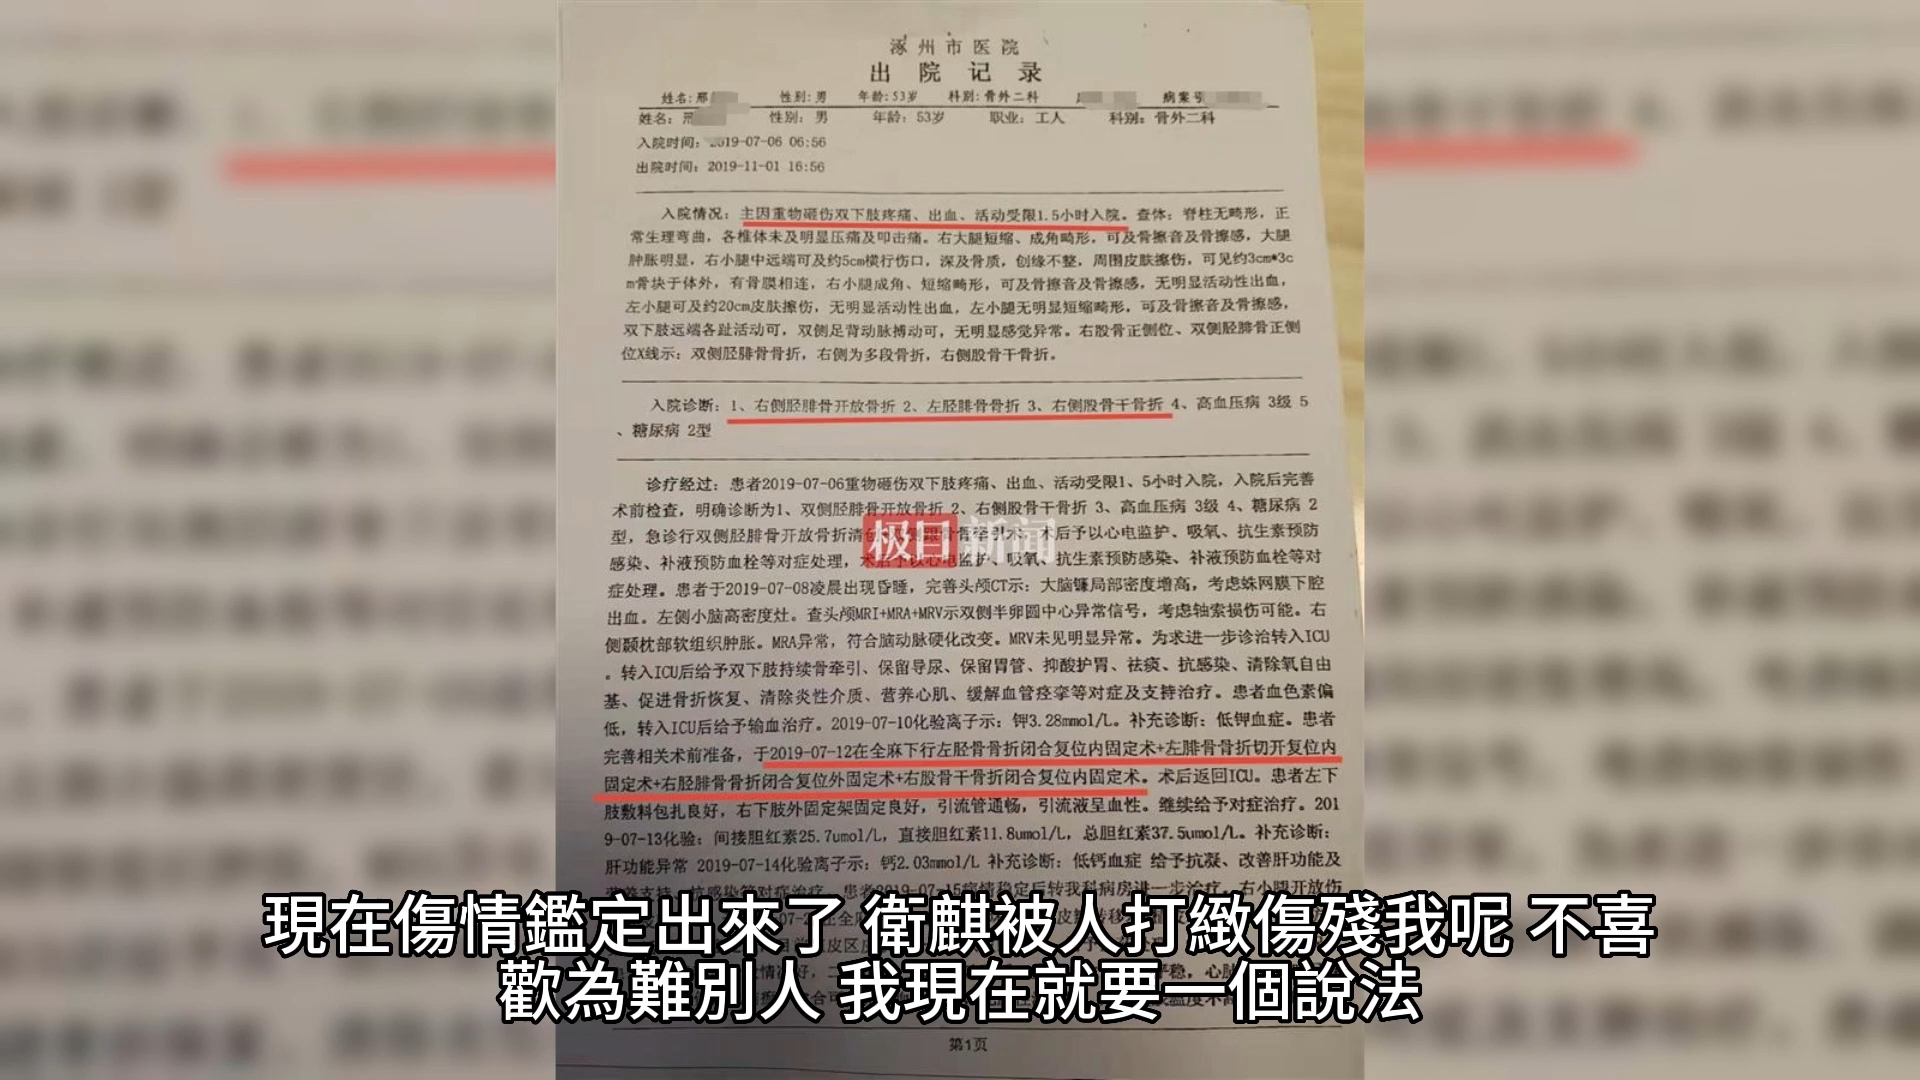 涿州市医院
出 院 记 录
姓名:邢 性别:男 年龄:53岁 科别:骨外二科 病案号
姓名: 性别: 男 年龄: 53岁 职业: 工人 科别: 骨外二科
入院时间: 2019-07-06 06:56
出院时间: 2019-11-01 16:56
入院情况: 主因重物砸伤双下肢疼痛、出血、活动受限1.5小时入院。查体: 脊柱无畸形, 正
常生理弯曲, 各椎体未及明显压痛及叩击痛。右大腿短缩、成角畸形, 可及骨擦音及骨擦感, 大腿
肿胀明显, 右小腿中远端可及约5cm横行伤口, 深及骨质, 创缘不整, 周围皮肤擦伤, 可见约3cm*3c
m骨块于体外, 有骨膜相连, 右小腿成角、短缩畸形, 可及骨擦音及骨擦感, 无明显活动性出血,
左小腿可及约20cm皮肤擦伤, 无明显活动性出血, 左小腿无明显短缩畸形, 可及骨擦音及骨擦感,
双下肢远端各趾活动可, 双侧足背动脉搏动可, 无明显感觉异常。右股骨正侧位、双侧胫腓骨正侧
位X线示: 双侧胫腓骨骨折, 右侧为多段骨折, 右侧股骨干骨折。
入院诊断: 1、右侧胫腓骨开放骨折 2、左胫腓骨骨折 3、右侧股骨干骨折 4、高血压病 3级 5
、糖尿病 2型
诊疗经过: 患者2019-07-06重物砸伤双下肢疼痛、出血、活动受限1、5小时入院, 入院后完善
术前检查, 明确诊断为1、双侧胫腓骨开放骨折 2、右侧股骨干骨折 3、高血压病 3级 4、糖尿病 2
型, 急诊行双侧胫腓骨开放骨折清创 跟骨骨牵引术, 术后予以心电监护、吸氧、抗生素预防
极目新闻
感染、补液预防血栓等对症处理, 术后予以心电监护、吸氧、抗生素预防感染、补液预防血栓等对
症处理。患者于2019-07-08凌晨出现昏睡, 完善头颅CT示: 大脑镰局部密度增高, 考虑蛛网膜下腔
出血。左侧小脑高密度灶。查头颅MRI+MRA+MRV示双侧半卵圆中心异常信号, 考虑轴索损伤可能。右
侧颞枕部软组织肿胀。MRA异常, 符合脑动脉硬化改变。MRV未见明显异常。为求进一步诊治转入ICU
。转入ICU后给予双下肢持续骨牵引、保留导尿、保留胃管、抑酸护胃、祛痰、抗感染、清除氧自由
基、促进骨折恢复、清除炎性介质、营养心肌、缓解血管痉挛等对症及支持治疗。患者血色素偏
低, 转入ICU后给予输血治疗。2019-07-10化验离子示: 钾3.28mmol/L。补充诊断: 低钾血症。患者
完善相关术前准备, 于2019-07-12在全麻下行左胫骨骨折闭合复位内固定术+左腓骨骨折切开复位内
固定术+右胫腓骨骨折闭合复位外固定术+右股骨干骨折闭合复位内固定术。术后返回ICU。患者左下
肢敷料包扎良好, 右下肢外固定架固定良好, 引流管通畅, 引流液呈血性。继续给予对症治疗。201
9-07-13化验: 间接胆红素25.7umol/L, 直接胆红素11.8umol/L, 总胆红素37.5umol/L。补充诊断:
肝功能异常 2019-07-14化验离子示: 钙2.03mmol/L 补充诊断: 低钙血症 给予抗凝、改善肝功能及
現在傷情鑑定出來了 衛麒被人打緻傷殘我呢 不喜
歡為難別人 我現在就要一個說法
第1页